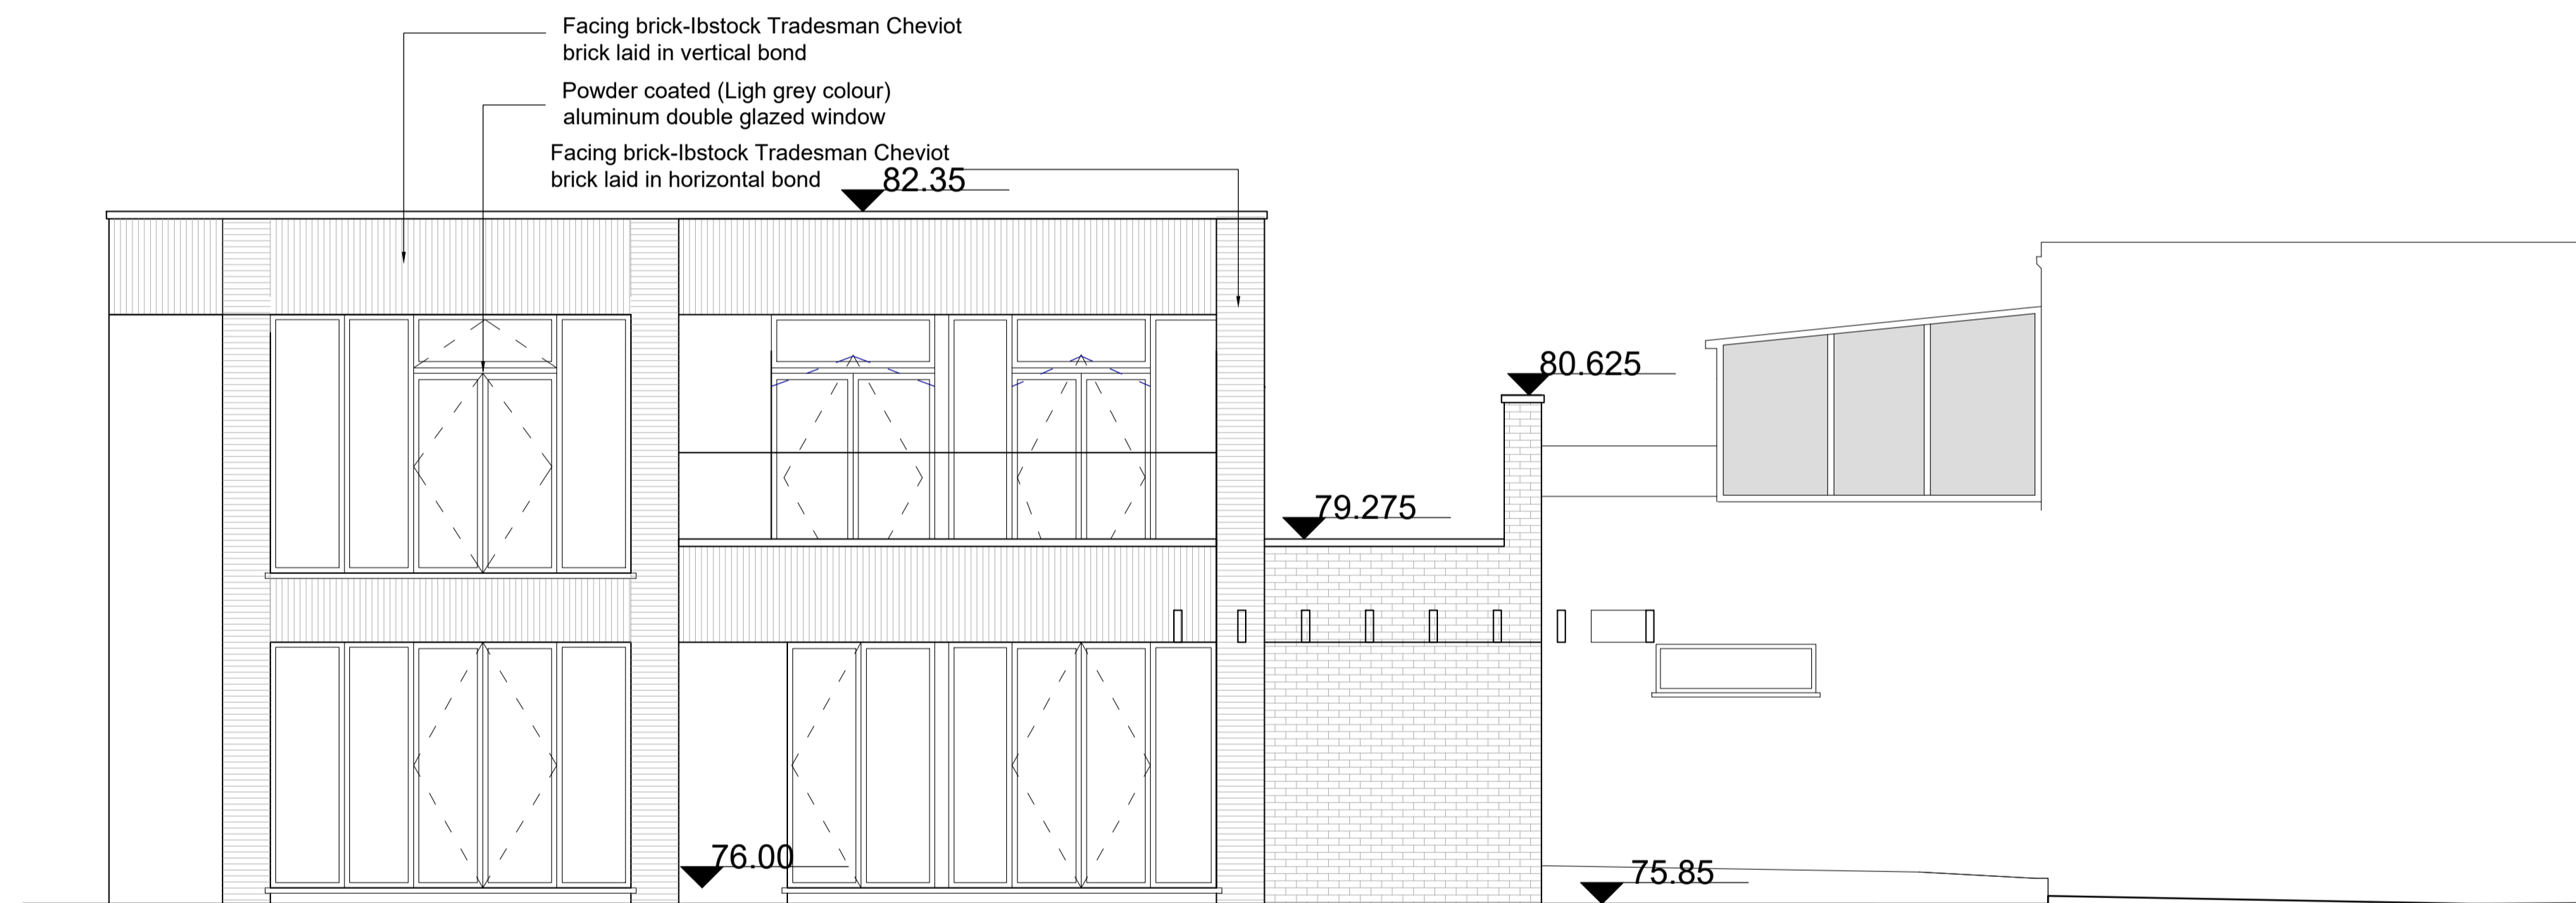 Facing brick-Ibstock Tradesman Cheviot
brick laid in vertical bond
Powder coated (Ligh grey colour)
aluminum double glazed window
Facing brick-Ibstock Tradesman Cheviot
brick laid in horizontal bond
82.35
80.625
79.275
76.00
75.85